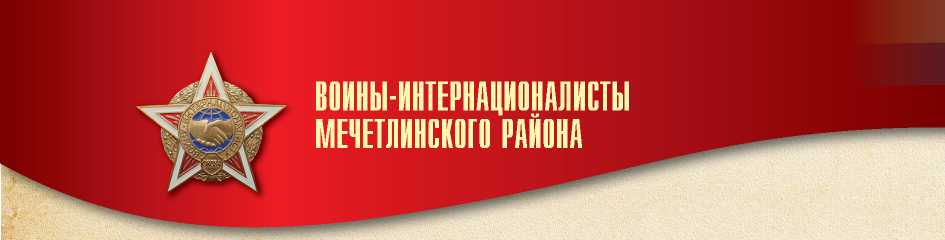 ВОИНЫ-ИНТЕРНАЦИОНАЛИСТЫ
МЕЧЕТЛИНСКОГО РАЙОНА